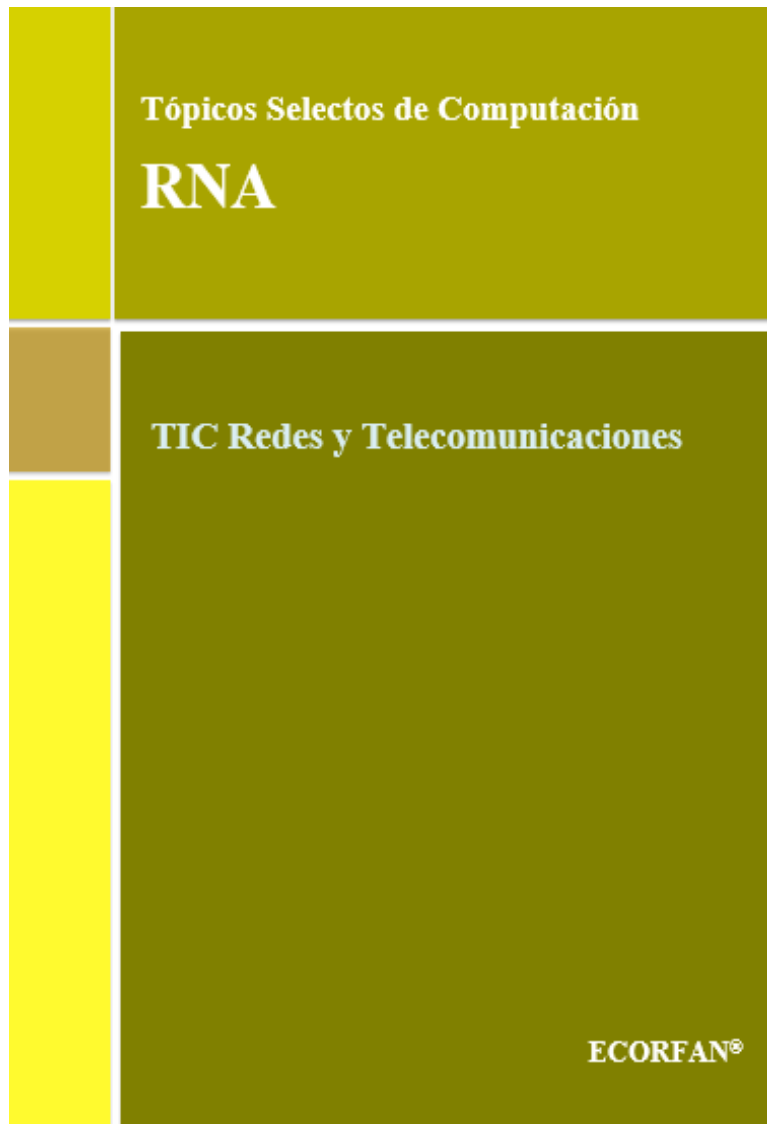 Tópicos Selectos de Computación
RNA
TIC Redes y Telecomunicaciones
ECORFAN®